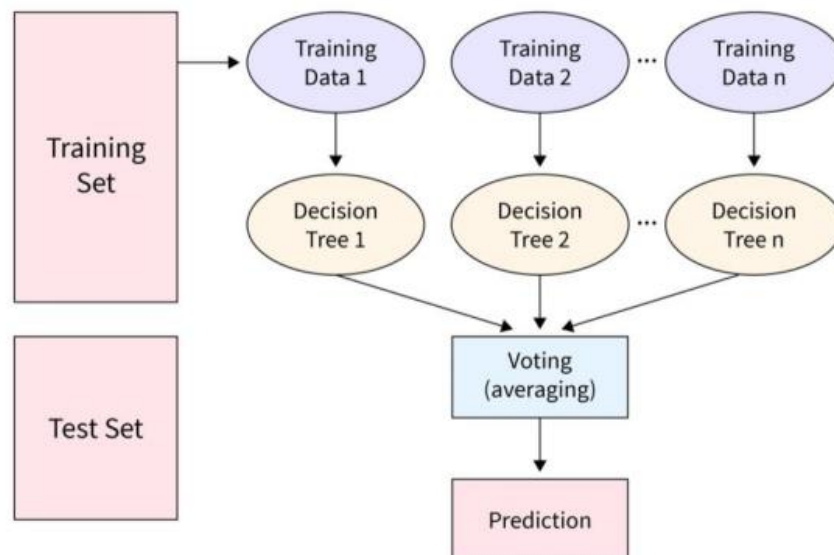 Training
Data 1
Training
Data 2
...
Training
Data n
Training
Set
Decision
Tree 1
Decision
Tree 2
...
Decision
Tree n
Voting
(averaging)
Test Set
Prediction